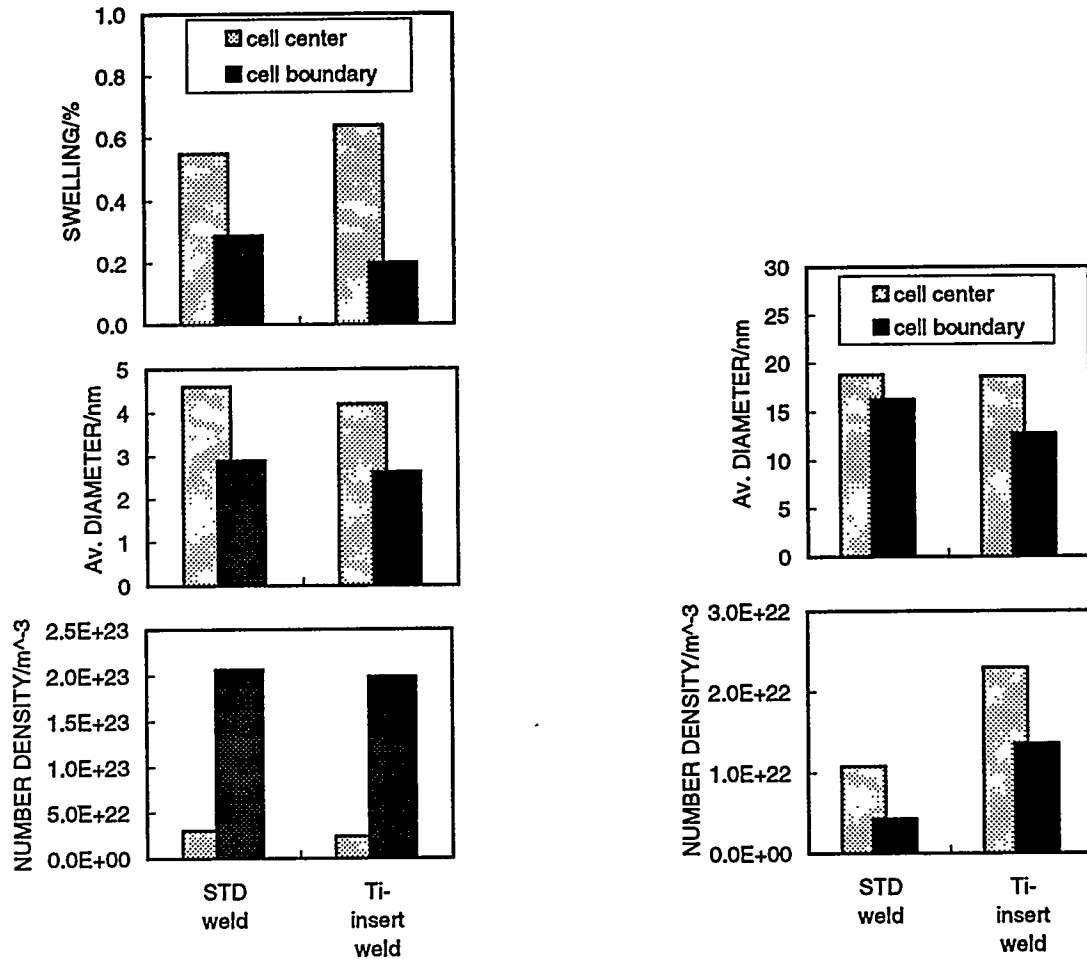 1.0
0.8
0.6
0.4
0.2
0.0
SWELLING/%
cell center
cell boundary
5
4
3
2
1
0
Av. DIAMETER/nm
2.5E+23
2.0E+23
1.5E+23
1.0E+23
5.0E+22
0.0E+00
NUMBER DENSITY/m^-3
STD
weld
Ti-
insert
weld
30
25
20
15
10
5
0
Av. DIAMETER/nm
cell center
cell boundary
3.0E+22
2.0E+22
1.0E+22
0.0E+00
NUMBER DENSITY/m^-3
STD
weld
Ti-
insert
weld